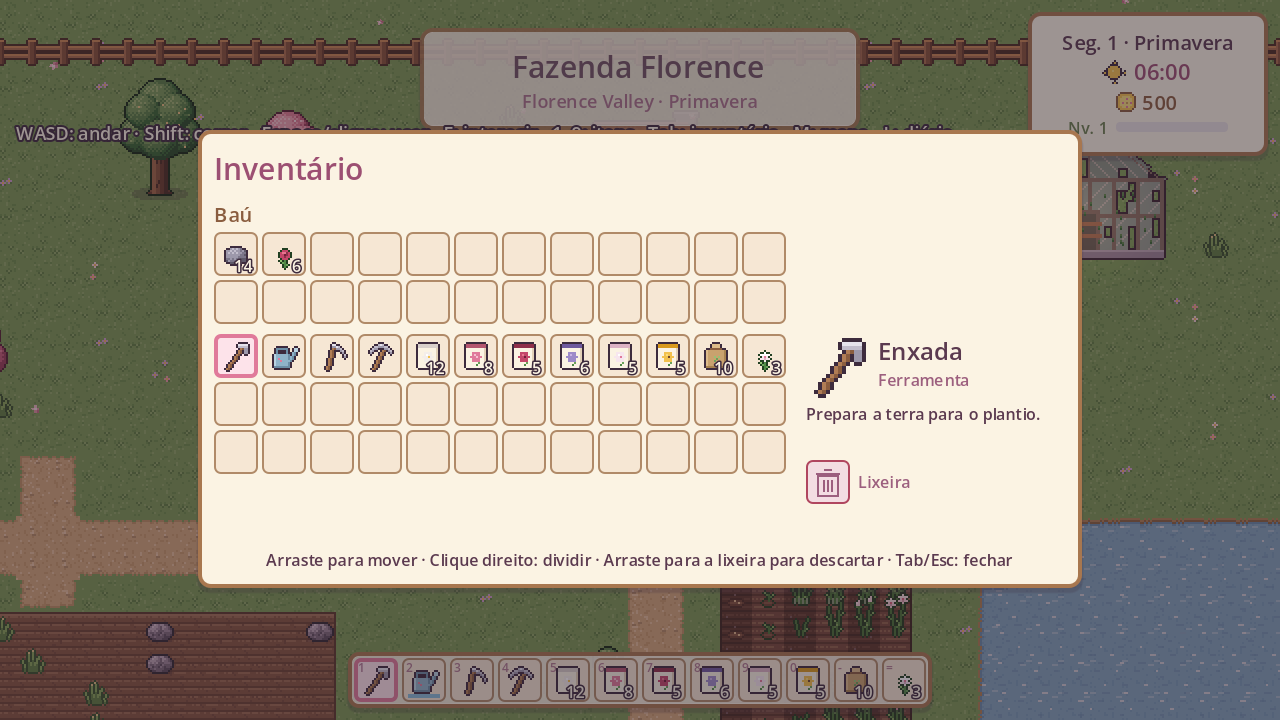 Fazenda Florence
Florence Valley · Primavera
Seg. 1 · Primavera
06:00
500
Nv. 1
WASD: andar · Shift:
Inventário
Baú
14 6
12 8 5 6 5 5 10 3
Enxada
Ferramenta
Prepara a terra para o plantio.
Lixeira
Arraste para mover · Clique direito: dividir · Arraste para a lixeira para descartar · Tab/Esc: fechar
1 2 3 4 5 6 7 8 9 0 - =
12 8 5 6 5 5 10 3